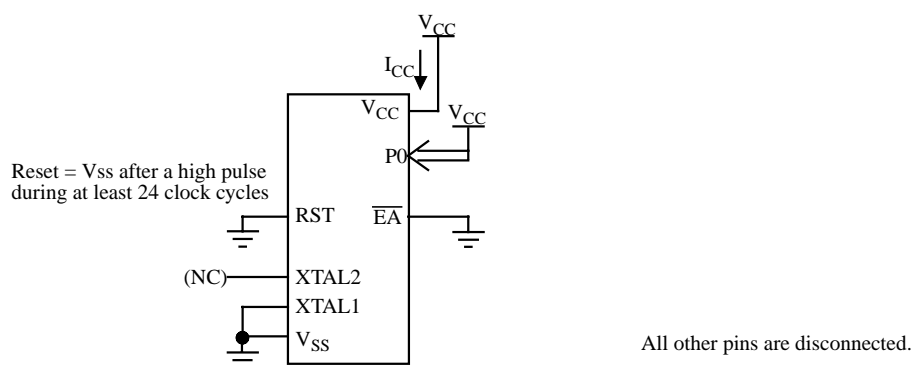 VCC
ICC
VCC
VCC
P0
Reset = Vss after a high pulse
during at least 24 clock cycles
RST
EA
(NC)
XTAL2
XTAL1
VSS
All other pins are disconnected.